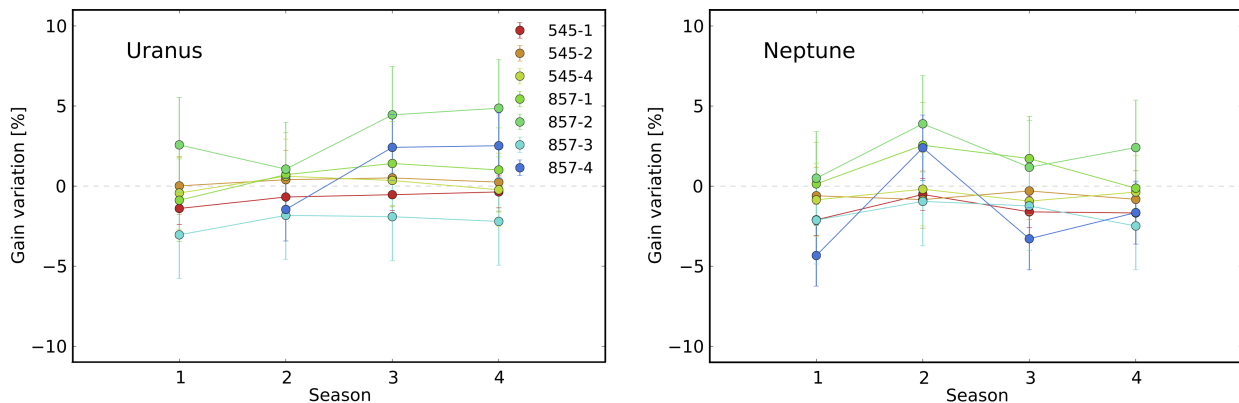 Uranus
Gain variation [%]
10
5
0
−5
−10
1 2 3 4
Season
545-1
545-2
545-4
857-1
857-2
857-3
857-4
Neptune
Gain variation [%]
10
5
0
−5
−10
1 2 3 4
Season